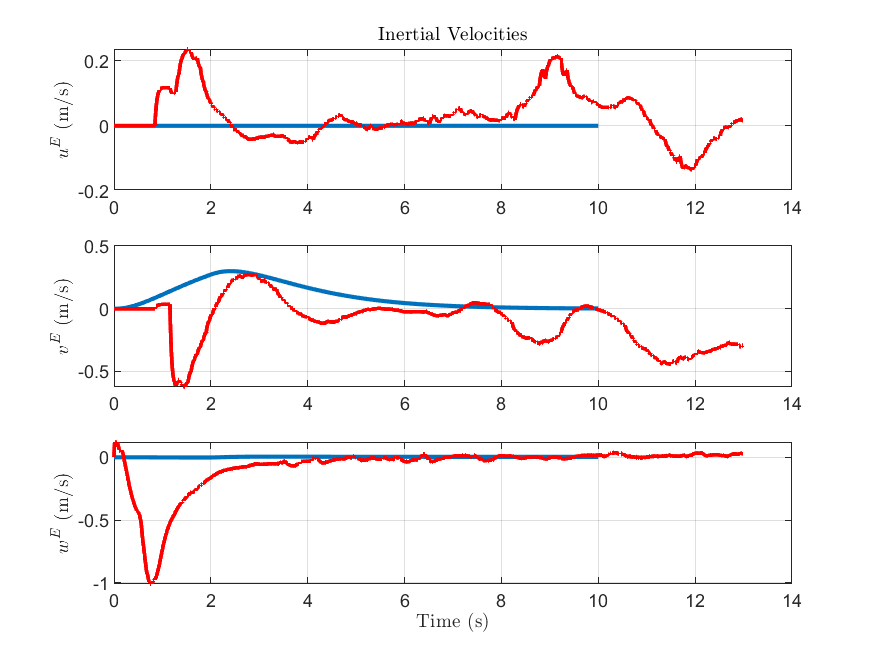 Inertial Velocities
u^E (m/s)
0.2
0
-0.2
0 2 4 6 8 10 12 14
v^E (m/s)
0.5
0
-0.5
0 2 4 6 8 10 12 14
w^E (m/s)
0
-0.5
-1
0 2 4 6 8 10 12 14
Time (s)